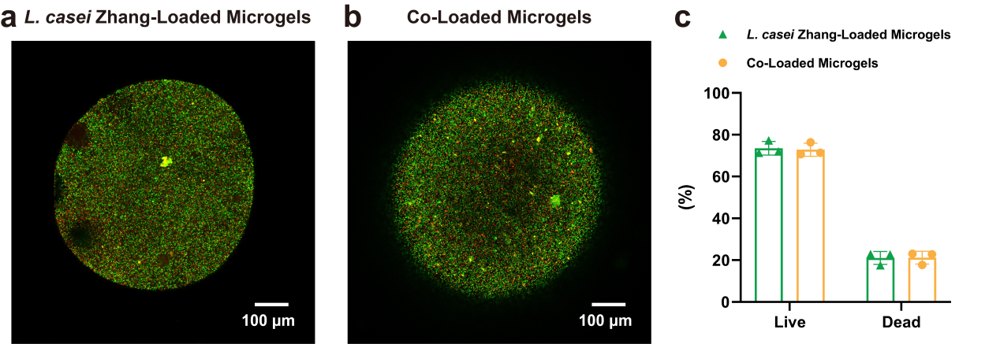 a L. casei Zhang-Loaded Microgels
100 μm
b Co-Loaded Microgels
100 μm
c
L. casei Zhang-Loaded Microgels
Co-Loaded Microgels
(%)
100
80
60
40
20
0
Live Dead